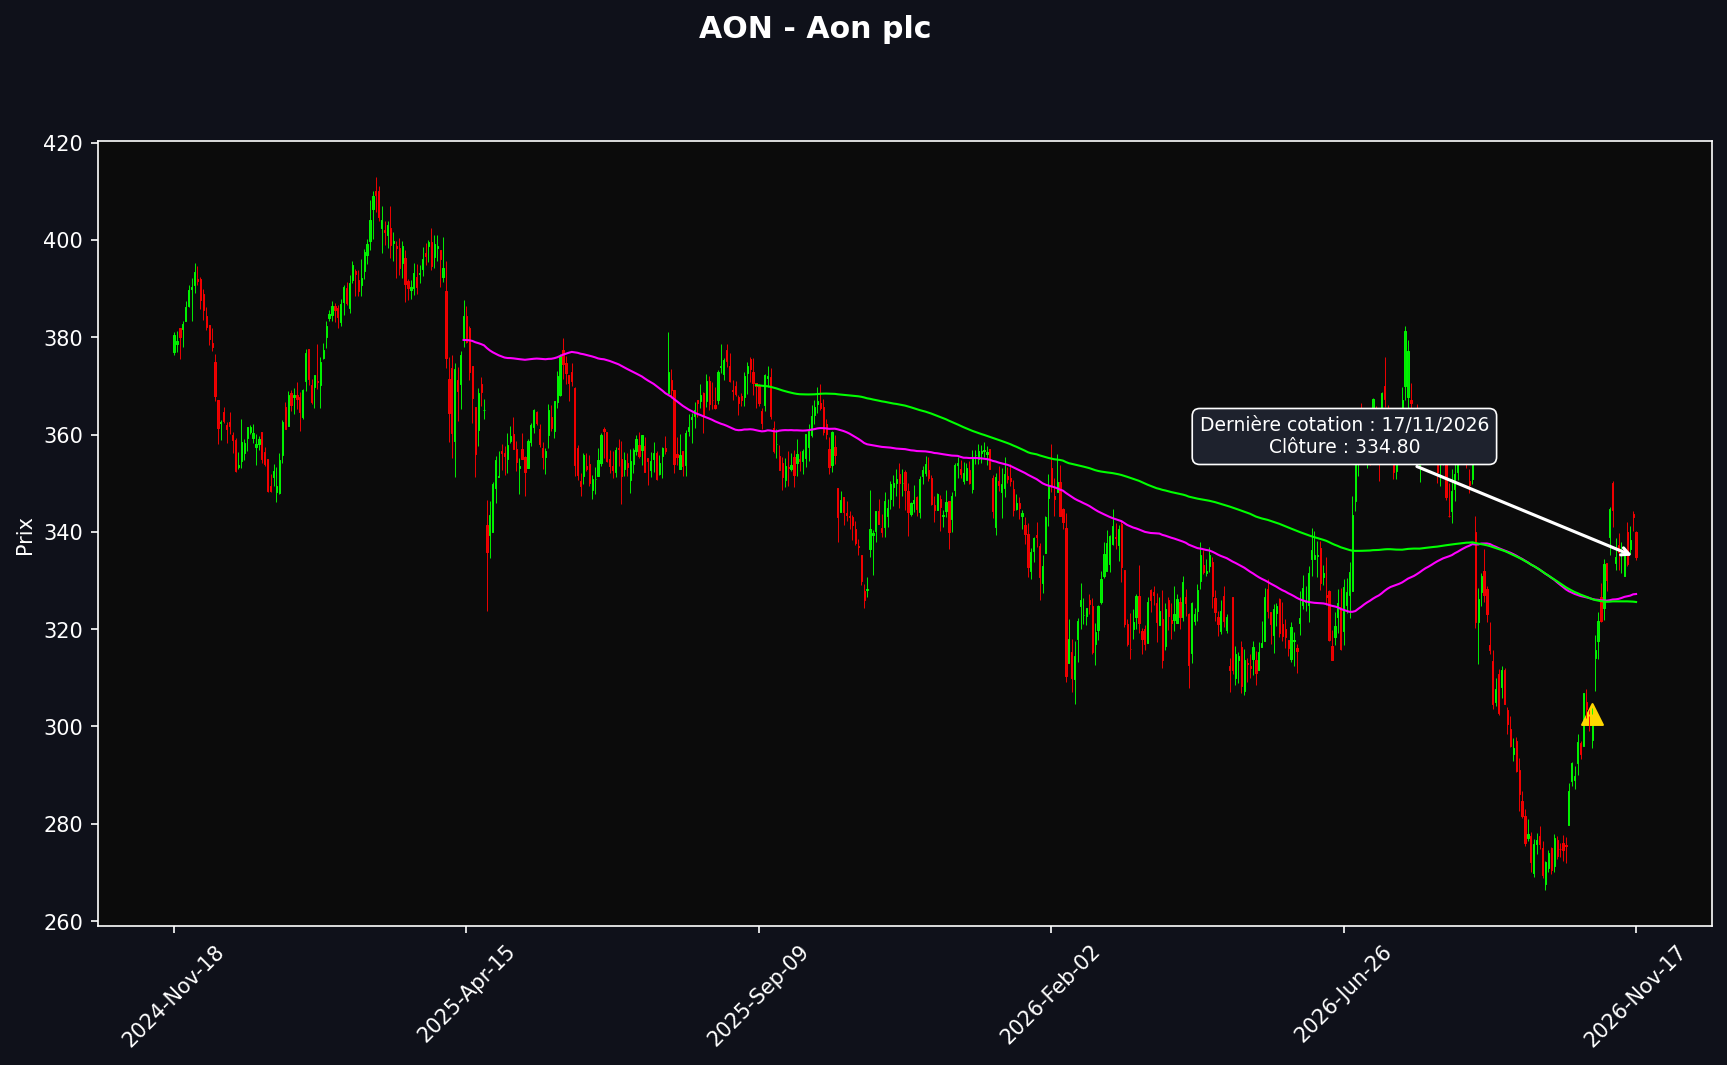 AON - Aon plc
420
400
380
360
340
320
300
280
260
Prix
Dernière cotation : 17/11/2026
Clôture : 334.80
2024-Nov-18
2025-Apr-15
2025-Sep-09
2026-Feb-02
2026-Jun-26
2026-Nov-17